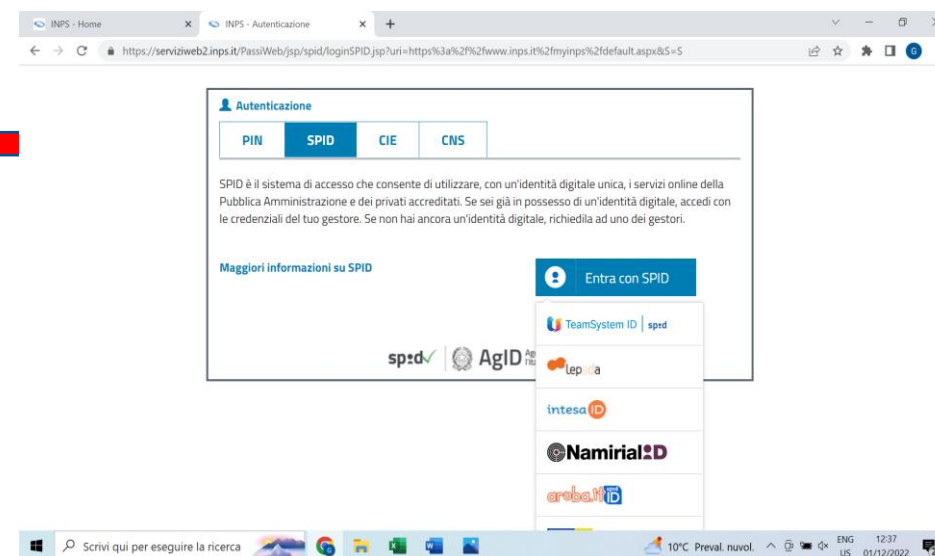 INPS - Home
INPS - Autenticazione
https://serviziweb2.inps.it/PassiWeb/jsp/spid/loginSPID.jsp?uri=https%3a%2f%2fwww.inps.it%2fmyinps%2fdefault.aspx&S=S
G
Autenticazione
PIN SPID CIE CNS
SPID è il sistema di accesso che consente di utilizzare, con un'identità digitale unica, i servizi online della
Pubblica Amministrazione e dei privati accreditati. Se sei già in possesso di un'identità digitale, accedi con
le credenziali del tuo gestore. Se non hai ancora un'identità digitale, richiedila ad uno dei gestori.
Maggiori informazioni su SPID
Entra con SPID
TeamSystem ID spid
spid AgID
lepida
intesa ID
Namirial ID
aruba.it spid ID
Scrivi qui per eseguire la ricerca
10°C Preval. nuvol.
ENG 12:37
US 01/12/2022